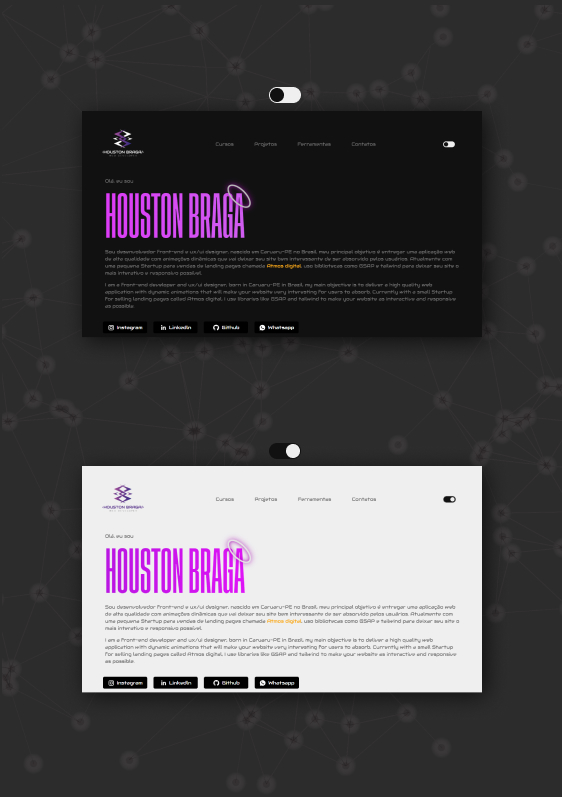 HOUSTON BRAGA
Cursos Projetos Ferramentas Contatos
Olá, eu sou
HOUSTON BRAGA
Sou desenvolvedor Front-end e ux/ui designer, nascido em Caruaru-PE no Brasil, meu principal objetivo é entregar uma aplicação web
de alta qualidade com animações dinâmicas que vai deixar seu site bem interessante de ser absorvido pelos usuários. Atualmente com
uma pequena Startup para vendas de landing pages chamada Atmos digital, uso bibliotecas como GSAP e tailwind para deixar seu site o
mais interativo e responsivo possível.
I am a Front-end developer and ux/ui designer, born in Caruaru-PE in Brazil, my main objective is to deliver a high quality web
application with dynamic animations that will make your website very interesting for users to absorb. Currently with a small Startup
For selling landing pages called Atmos digital, I use libraries like GSAP and tailwind to make your website as interactive and responsive
as possible.
Instagram Linkedin Github Whatsapp
HOUSTON BRAGA
Cursos Projetos Ferramentas Contatos
Olá, eu sou
HOUSTON BRAGA
Sou desenvolvedor Front-end e ux/ui designer, nascido em Caruaru-PE no Brasil, meu principal objetivo é entregar uma aplicação web
de alta qualidade com animações dinâmicas que vai deixar seu site bem interessante de ser absorvido pelos usuários. Atualmente com
uma pequena Startup para vendas de landing pages chamada Atmos digital, uso bibliotecas como GSAP e tailwind para deixar seu site o
mais interativo e responsivo possível.
I am a Front-end developer and ux/ui designer, born in Caruaru-PE in Brazil, my main objective is to deliver a high quality web
application with dynamic animations that will make your website very interesting for users to absorb. Currently with a small Startup
For selling landing pages called Atmos digital, I use libraries like GSAP and tailwind to make your website as interactive and responsive
as possible.
Instagram Linkedin Github Whatsapp